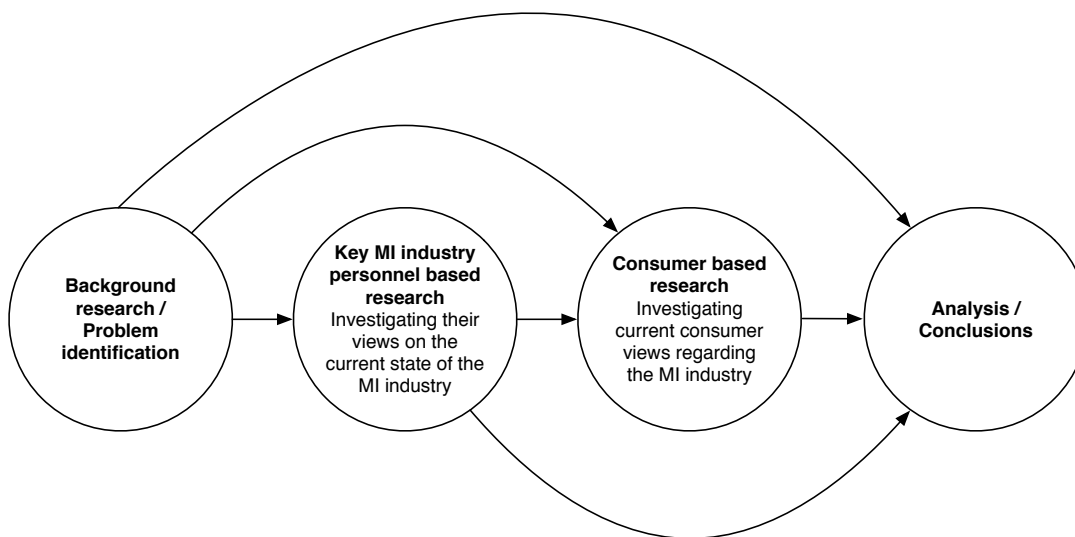 Background
research /
Problem
identification
Key MI industry
personnel based
research
Investigating their
views on the
current state of the
MI industry
Consumer based
research
Investigating
current consumer
views regarding
the MI industry
Analysis /
Conclusions